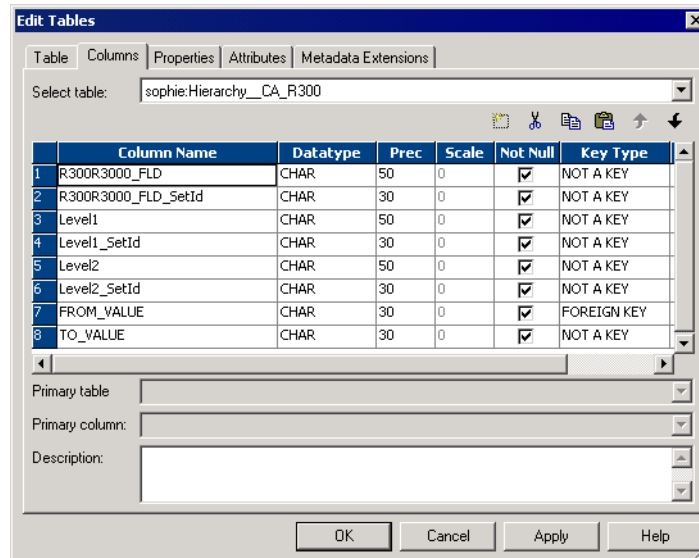 Edit Tables
Table Columns Properties Attributes Metadata Extensions
Select table: sophie:Hierarchy__CA_R300
Column Name Datatype Prec Scale Not Null Key Type
1 R300R3000_FLD CHAR 50 0 NOT A KEY
2 R300R3000_FLD_SetId CHAR 30 0 NOT A KEY
3 Level1 CHAR 50 0 NOT A KEY
4 Level1_SetId CHAR 30 0 NOT A KEY
5 Level2 CHAR 50 0 NOT A KEY
6 Level2_SetId CHAR 30 0 NOT A KEY
7 FROM_VALUE CHAR 30 0 FOREIGN KEY
8 TO_VALUE CHAR 30 0 NOT A KEY
Primary table
Primary column:
Description:
OK Cancel Apply Help